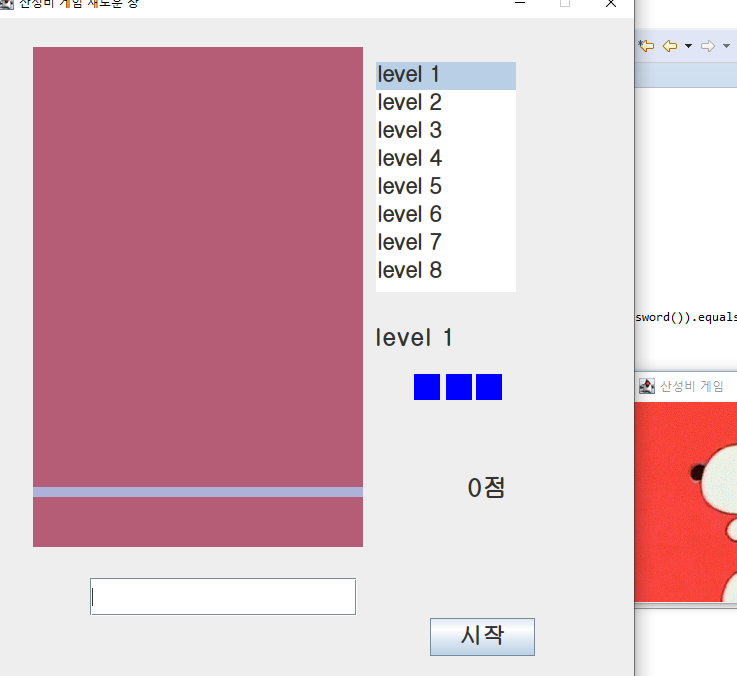 산성비 게임 새로운 창
level 1
level 2
level 3
level 4
level 5
level 6
level 7
level 8
level 1
0점
시작
sword()).equals
산성비 게임